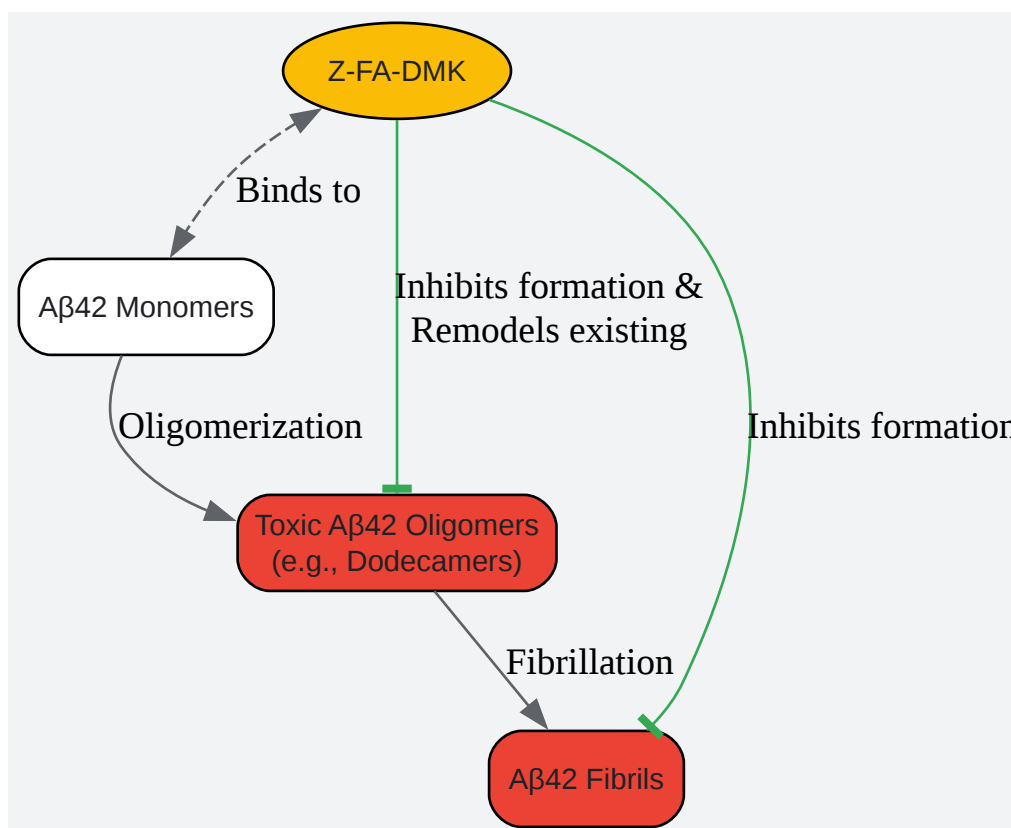 Z-FA-DMK
Binds to
Aβ42 Monomers
Inhibits formation &
Remodels existing
Oligomerization
Inhibits formation
Toxic Aβ42 Oligomers
(e.g., Dodecamers)
Fibrillation
Aβ42 Fibrils